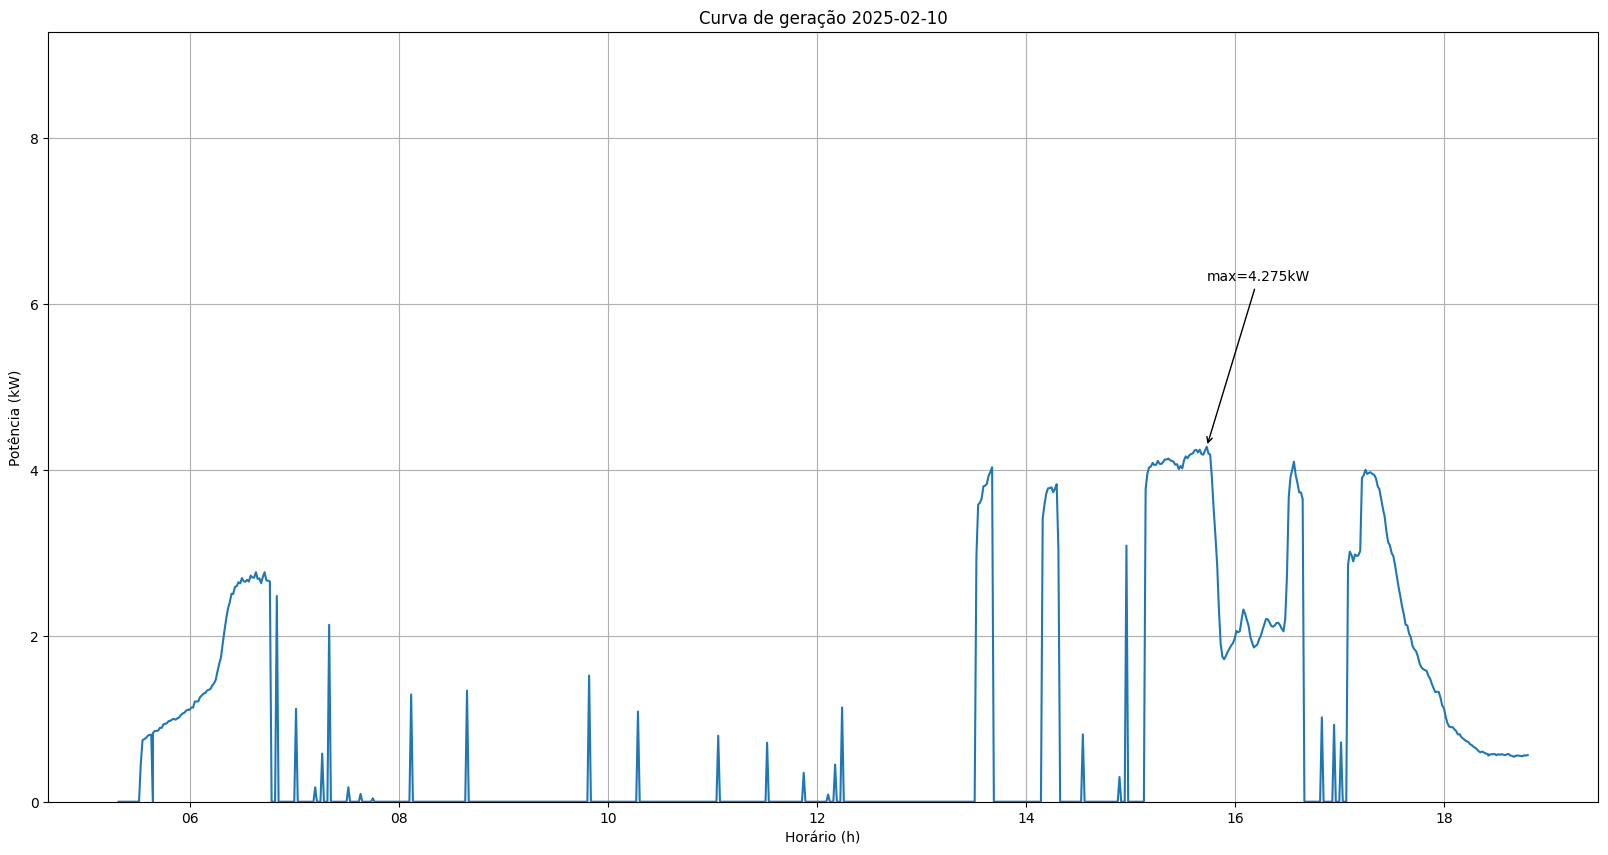 Curva de geração 2025-02-10
Potência (kW)
8
6
4
2
0
max=4.275kW
06 08 10 12 14 16 18
Horário (h)